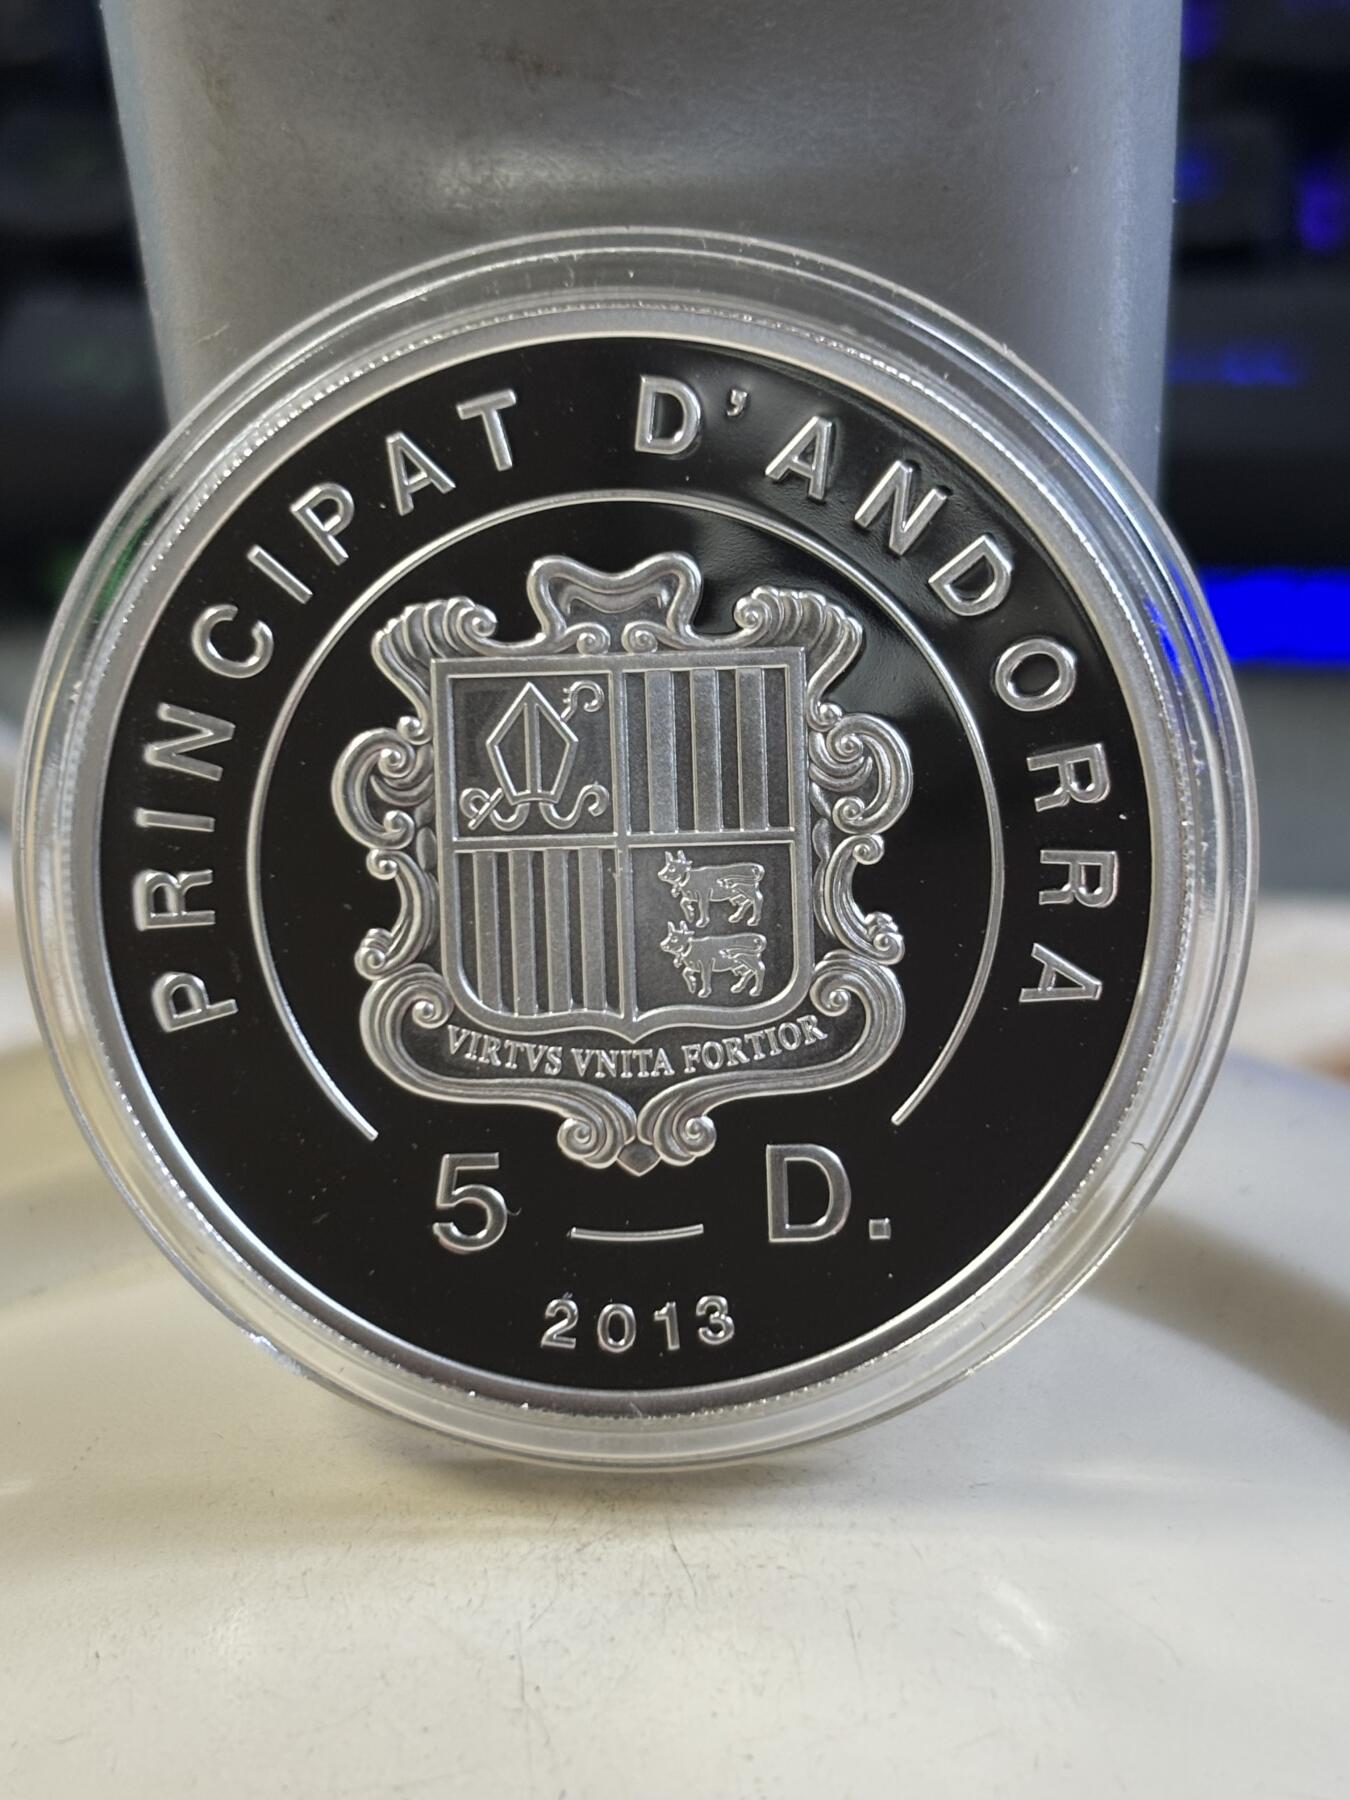 PRINCIPAT D'ANDORRA
VIRTVS VNITA FORTIOR
5 D.
2013